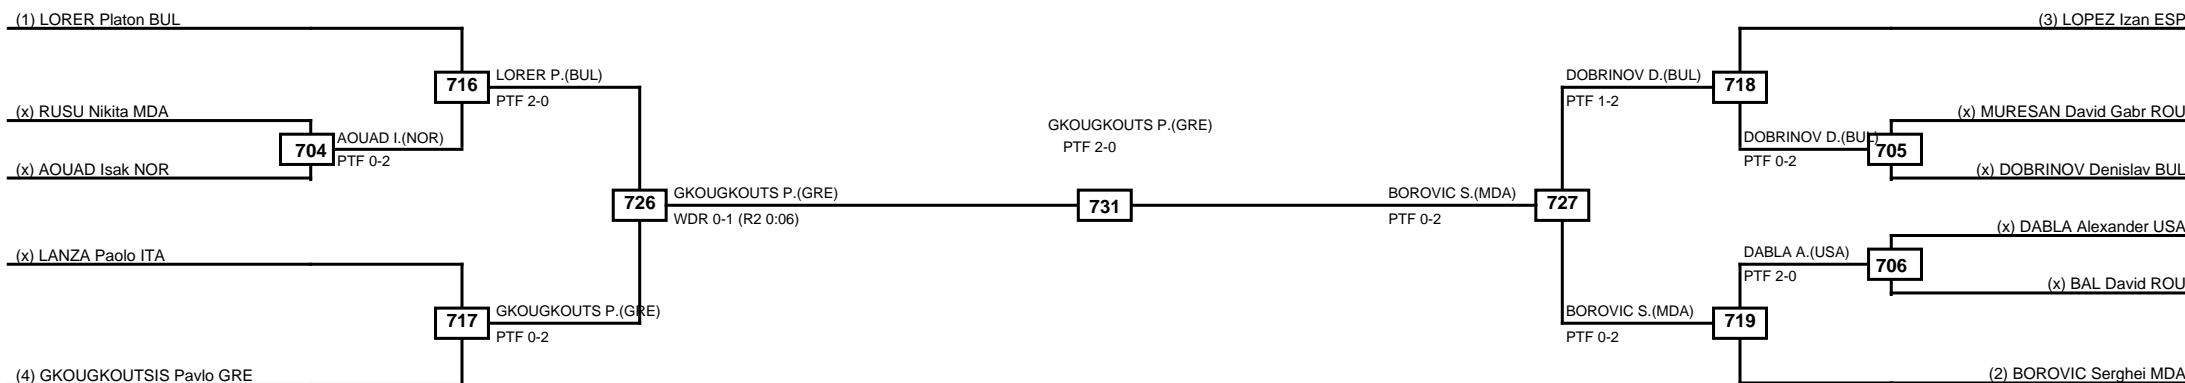 (1) LORER Platon BUL
(3) LOPEZ Izan ESP
716
LORER P.(BUL)
PTF 2-0
DOBRINOV D.(BUL)
PTF 1-2
718
(x) RUSU Nikita MDA
(x) MURESAN David Gabr ROU
704
AOUAD I.(NOR)
PTF 0-2
GKOUGKOUTS P.(GRE)
PTF 2-0
DOBRINOV D.(BUL)
PTF 0-2
705
(x) AOUAD Isak NOR
(x) DOBRINOV Denislav BUL
726
GKOUGKOUTS P.(GRE)
WDR 0-1 (R2 0:06)
731
BOROVIC S.(MDA)
PTF 0-2
727
(x) DABLA Alexander USA
(x) LANZA Paolo ITA
DABLA A.(USA)
PTF 2-0
706
(x) BAL David ROU
717
GKOUGKOUTS P.(GRE)
PTF 0-2
BOROVIC S.(MDA)
PTF 0-2
719
(4) GKOUGKOUTSIS Pavlo GRE
(2) BOROVIC Serghei MDA